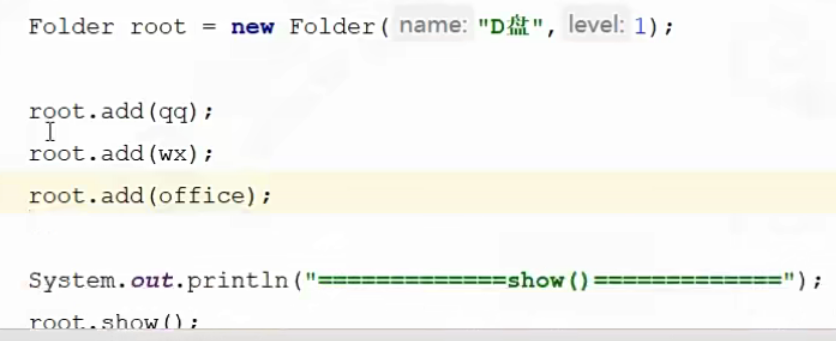 Folder root = new Folder( name: "D盘", level: 1);
root.add(qq);
root.add(wx);
root.add(office);
System.out.println("=============show()=============");
root.show();